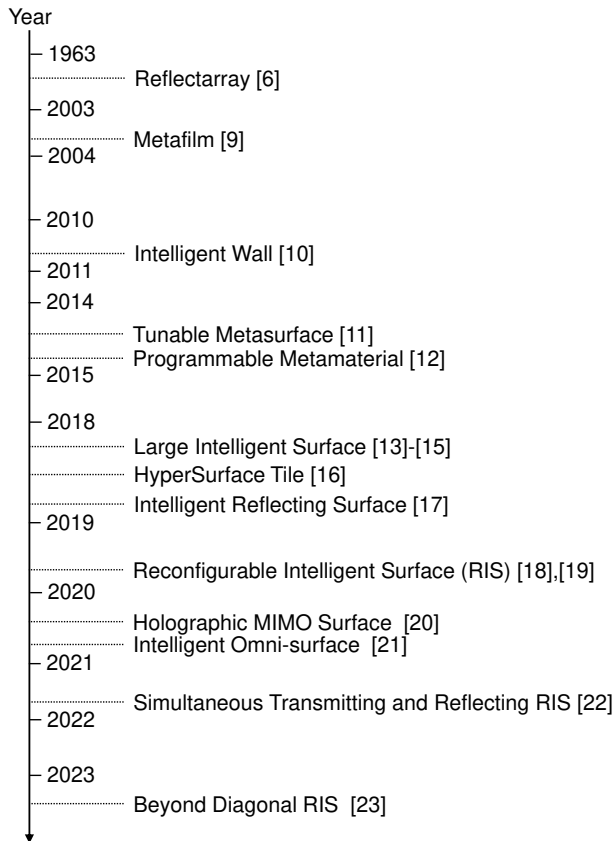 Year
1963
Reflectarray [6]
2003
Metafilm [9]
2004
2010
Intelligent Wall [10]
2011
2014
Tunable Metasurface [11]
Programmable Metamaterial [12]
2015
2018
Large Intelligent Surface [13]-[15]
HyperSurface Tile [16]
Intelligent Reflecting Surface [17]
2019
Reconfigurable Intelligent Surface (RIS) [18],[19]
2020
Holographic MIMO Surface [20]
Intelligent Omni-surface [21]
2021
Simultaneous Transmitting and Reflecting RIS [22]
2022
2023
Beyond Diagonal RIS [23]